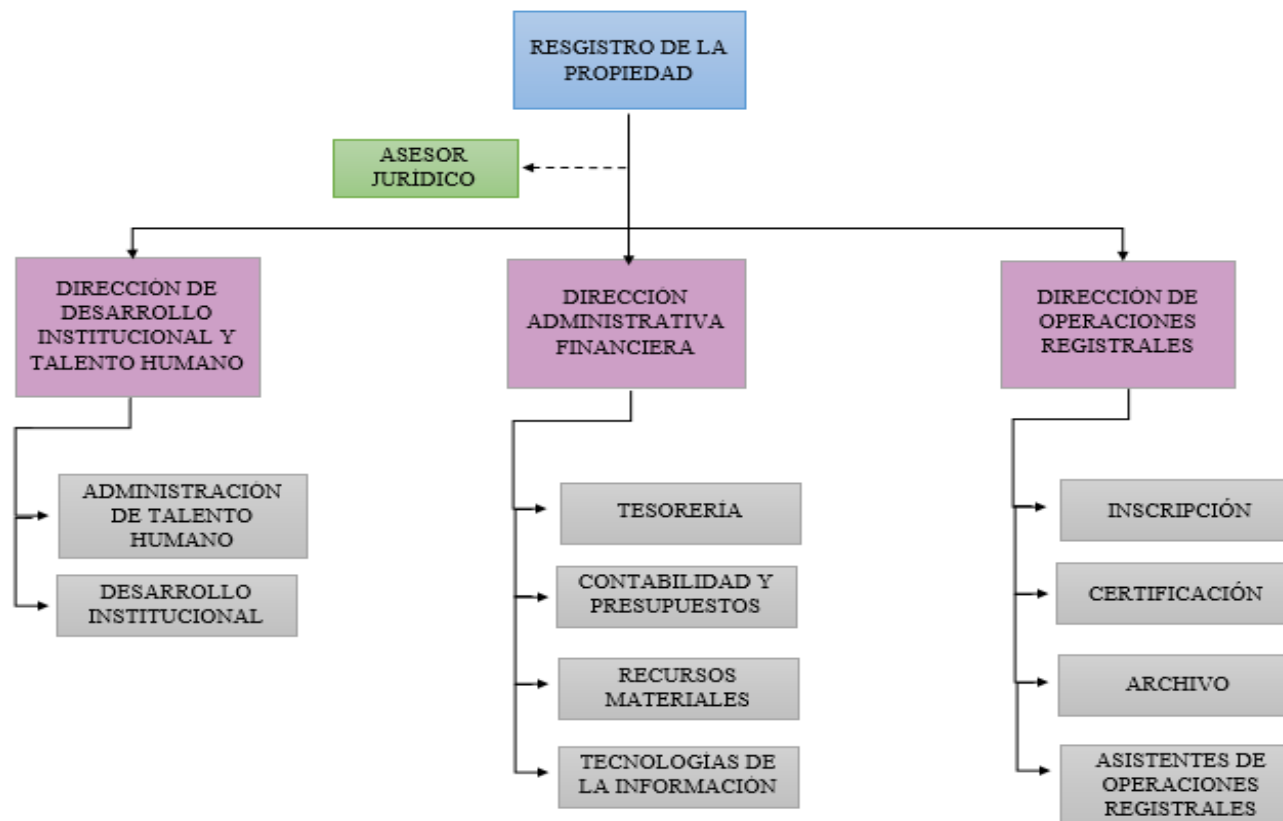 RESGISTRO DE LA
PROPIEDAD
ASESOR
JURÍDICO
DIRECCIÓN DE
DESARROLLO
INSTITUCIONAL Y
TALENTO HUMANO
DIRECCIÓN
ADMINISTRATIVA
FINANCIERA
DIRECCIÓN DE
OPERACIONES
REGISTRALES
ADMINISTRACIÓN
DE TALENTO
HUMANO
DESARROLLO
INSTITUCIONAL
TESORERÍA
CONTABILIDAD Y
PRESUPUESTOS
RECURSOS
MATERIALES
TECNOLOGÍAS DE
LA INFORMACIÓN
INSCRIPCIÓN
CERTIFICACIÓN
ARCHIVO
ASISTENTES DE
OPERACIONES
REGISTRALES